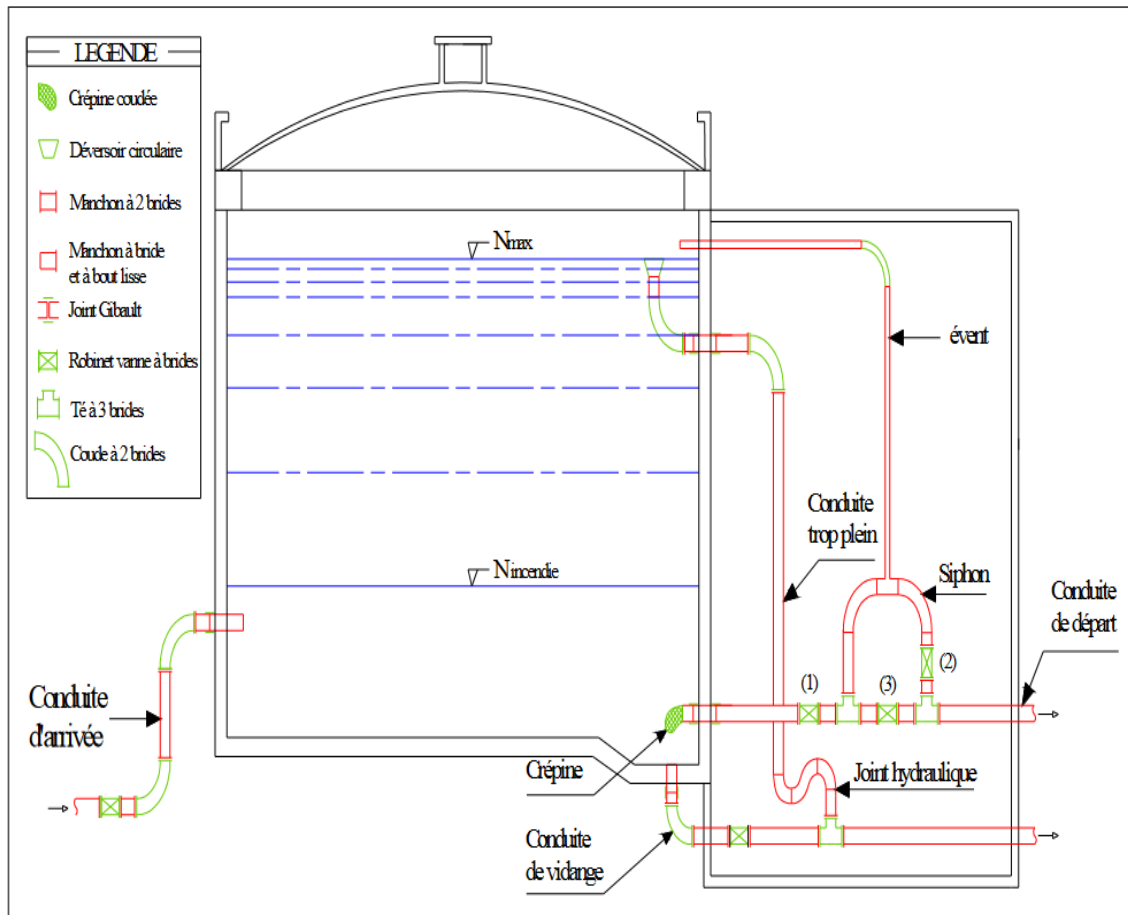 LEGENDE
Crépine coudée
Déversoir circulaire
Manchon à 2 brides
Manchon à bride
et à bout lisse
Joint Gibault
Robinet vanne à brides
Té à 3 brides
Coude à 2 brides
Nmax
évent
Conduite
trop plein
N incendie
Siphon
Conduite
de départ
(1)
(3)
(2)
Conduite
d'arrivée
Crépine
Joint hydraulique
Conduite
de vidange